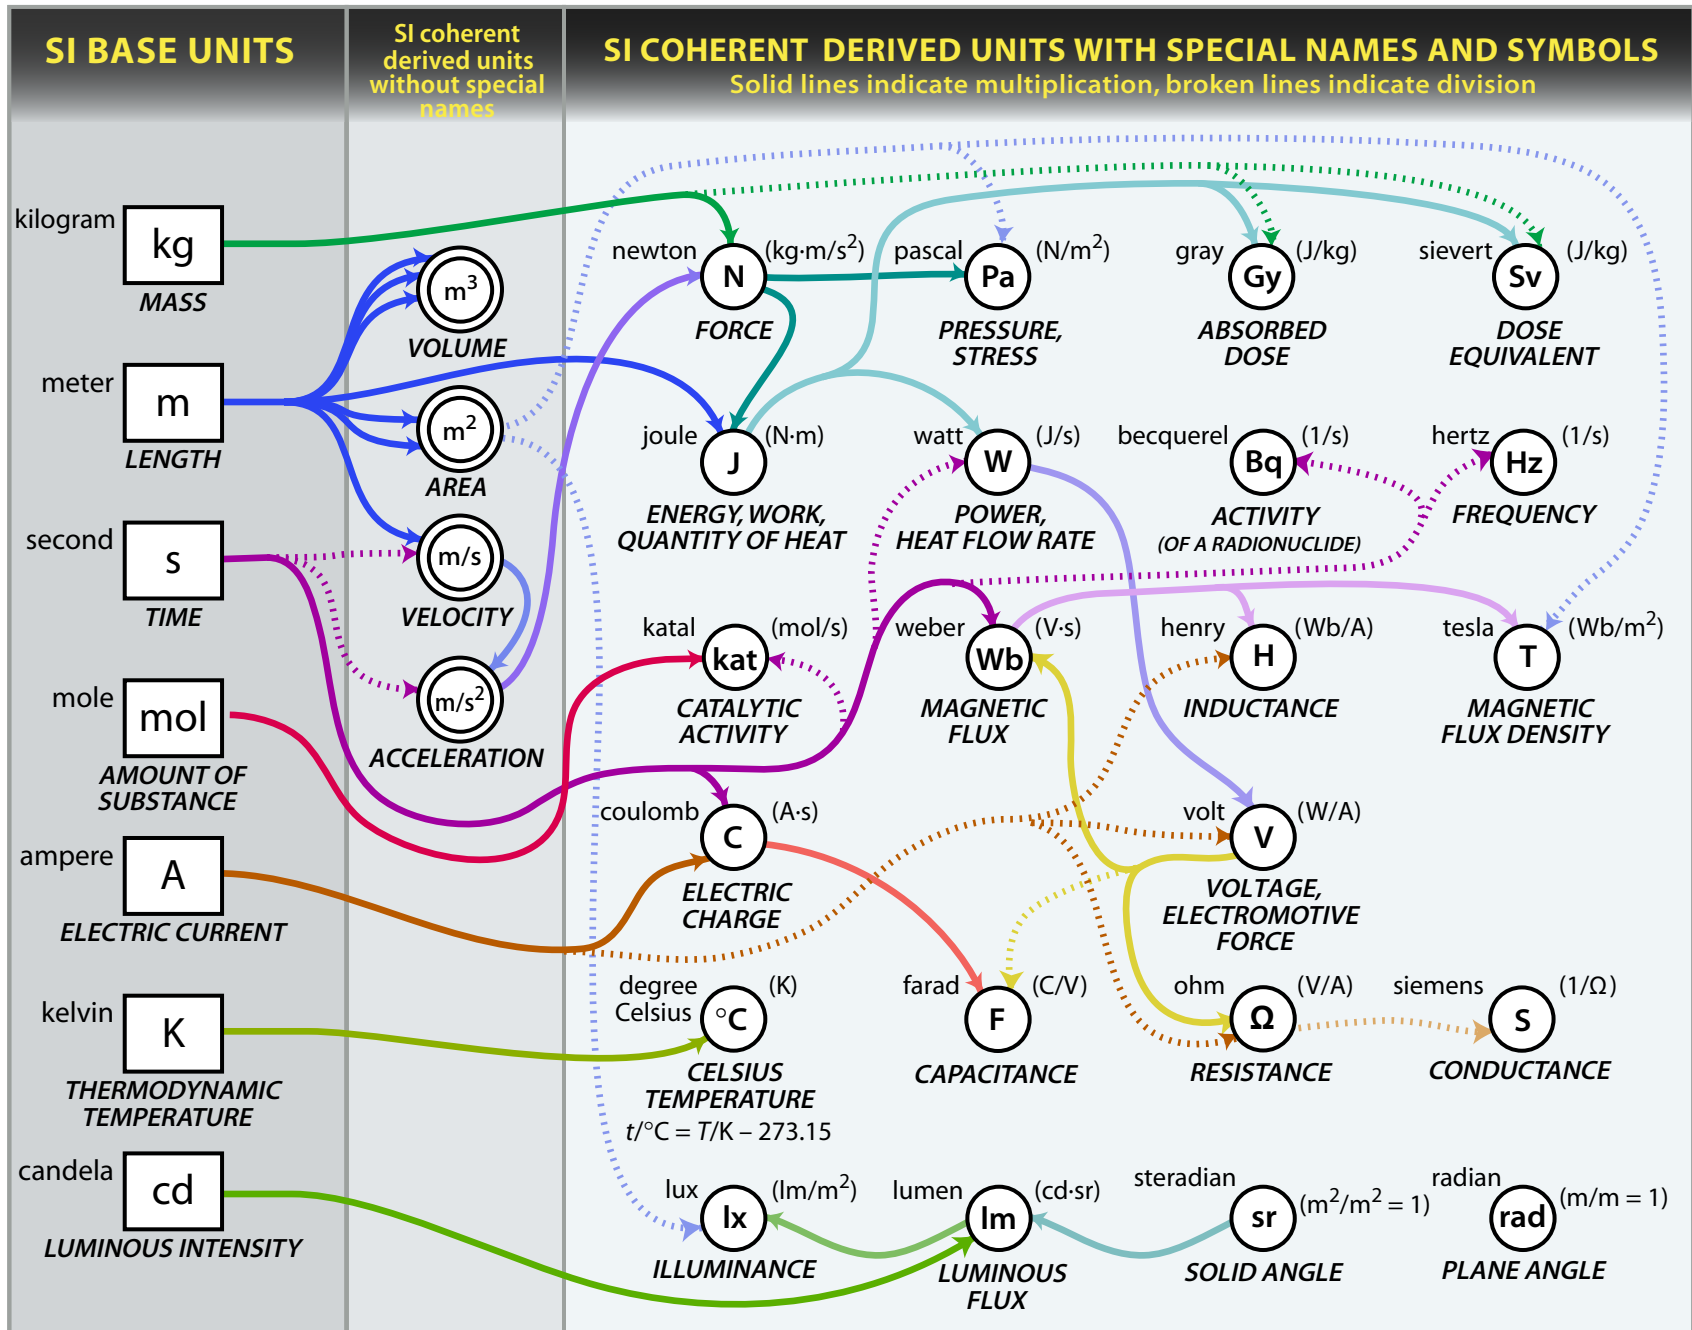 SI BASE UNITS
SI coherent
derived units
without special
names
SI COHERENT DERIVED UNITS WITH SPECIAL NAMES AND SYMBOLS
Solid lines indicate multiplication, broken lines indicate division
kilogram
kg
MASS
meter
m
LENGTH
second
s
TIME
mole
mol
AMOUNT OF
SUBSTANCE
ampere
A
ELECTRIC CURRENT
kelvin
K
THERMODYNAMIC
TEMPERATURE
candela
cd
LUMINOUS INTENSITY
m³
VOLUME
m²
AREA
m/s
VELOCITY
m/s²
ACCELERATION
newton
(kg·m/s²)
N
FORCE
pascal
(N/m²)
Pa
PRESSURE,
STRESS
gray
(J/kg)
Gy
ABSORBED
DOSE
sievert
(J/kg)
Sv
DOSE
EQUIVALENT
joule
(N·m)
J
ENERGY, WORK,
QUANTITY OF HEAT
watt
(J/s)
W
POWER,
HEAT FLOW RATE
becquerel
(1/s)
Bq
ACTIVITY
(OF A RADIONUCLIDE)
hertz
(1/s)
Hz
FREQUENCY
katal
(mol/s)
kat
CATALYTIC
ACTIVITY
weber
(V·s)
Wb
MAGNETIC
FLUX
henry
(Wb/A)
H
INDUCTANCE
tesla
(Wb/m²)
T
MAGNETIC
FLUX DENSITY
coulomb
(A·s)
C
ELECTRIC
CHARGE
volt
(W/A)
V
VOLTAGE,
ELECTROMOTIVE
FORCE
degree
Celsius
(K)
°C
CELSIUS
TEMPERATURE
t/°C = T/K – 273.15
farad
(C/V)
F
CAPACITANCE
ohm
(V/A)
Ω
RESISTANCE
siemens
(1/Ω)
S
CONDUCTANCE
lux
(lm/m²)
lx
ILLUMINANCE
lumen
(cd·sr)
lm
LUMINOUS
FLUX
steradian
(m²/m² = 1)
sr
SOLID ANGLE
radian
(m/m = 1)
rad
PLANE ANGLE